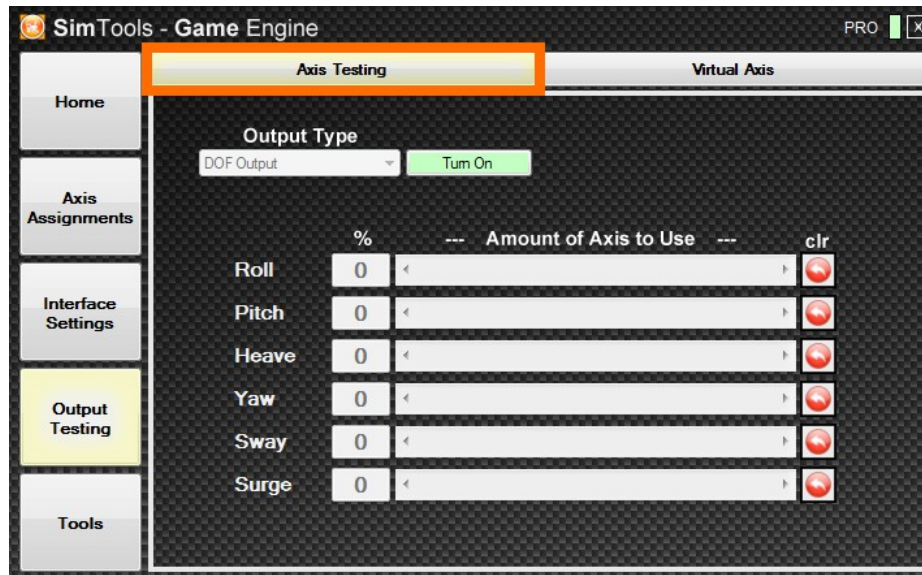 SimTools - Game Engine
PRO
X
Axis Testing
Virtual Axis
Home
Axis
Assignments
Interface
Settings
Output
Testing
Tools
Output Type
DOF Output
Turn On
%
--- Amount of Axis to Use ---
clr
Roll 0
Pitch 0
Heave 0
Yaw 0
Sway 0
Surge 0